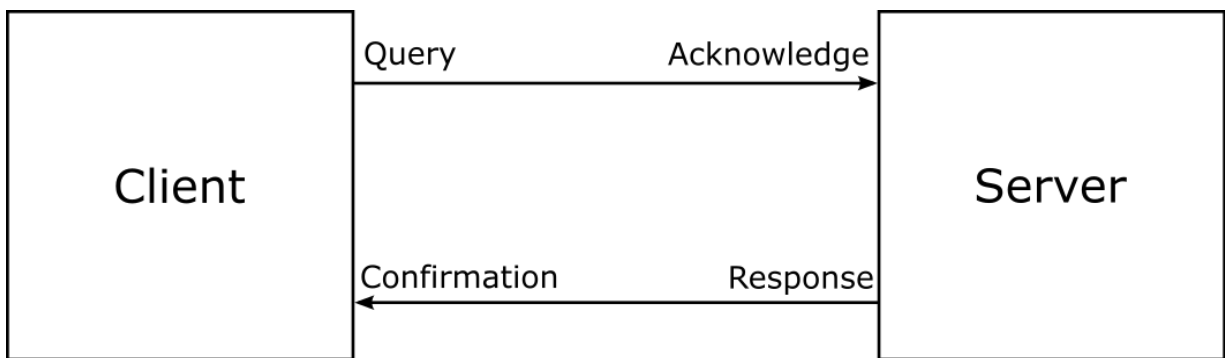 Query
Acknowledge
Client
Server
Confirmation
Response